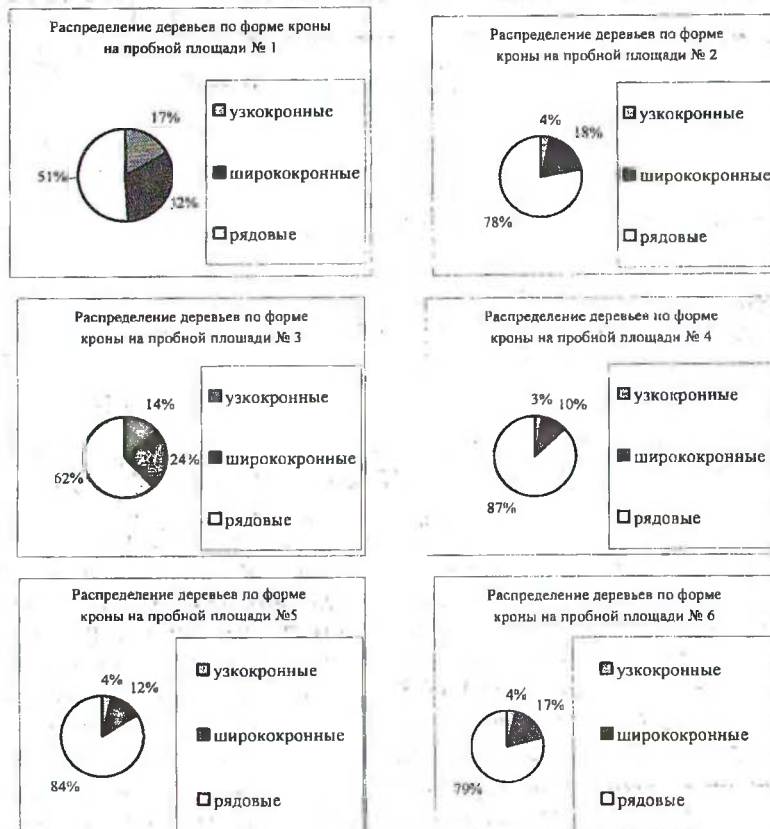 Распределение деревьев по форме кроны
на пробной площади № 1
17%
51%
32%
узкокронные
ширококронные
рядовые
Распределение деревьев по форме
кроны на пробной площади № 2
4%
18%
78%
узкокронные
ширококронные
рядовые
Распределение деревьев по форме
кроны на пробной площади № 3
14%
24%
62%
узкокронные
ширококронные
рядовые
Распределение деревьев по форме
кроны на пробной площади № 4
3%
10%
87%
узкокронные
ширококронные
рядовые
Распределение деревьев по форме
кроны на пробной площади №5
4%
12%
84%
узкокронные
ширококронные
рядовые
Распределение деревьев по форме
кроны на пробной площади № 6
4%
17%
79%
узкокронные
ширококронные
рядовые